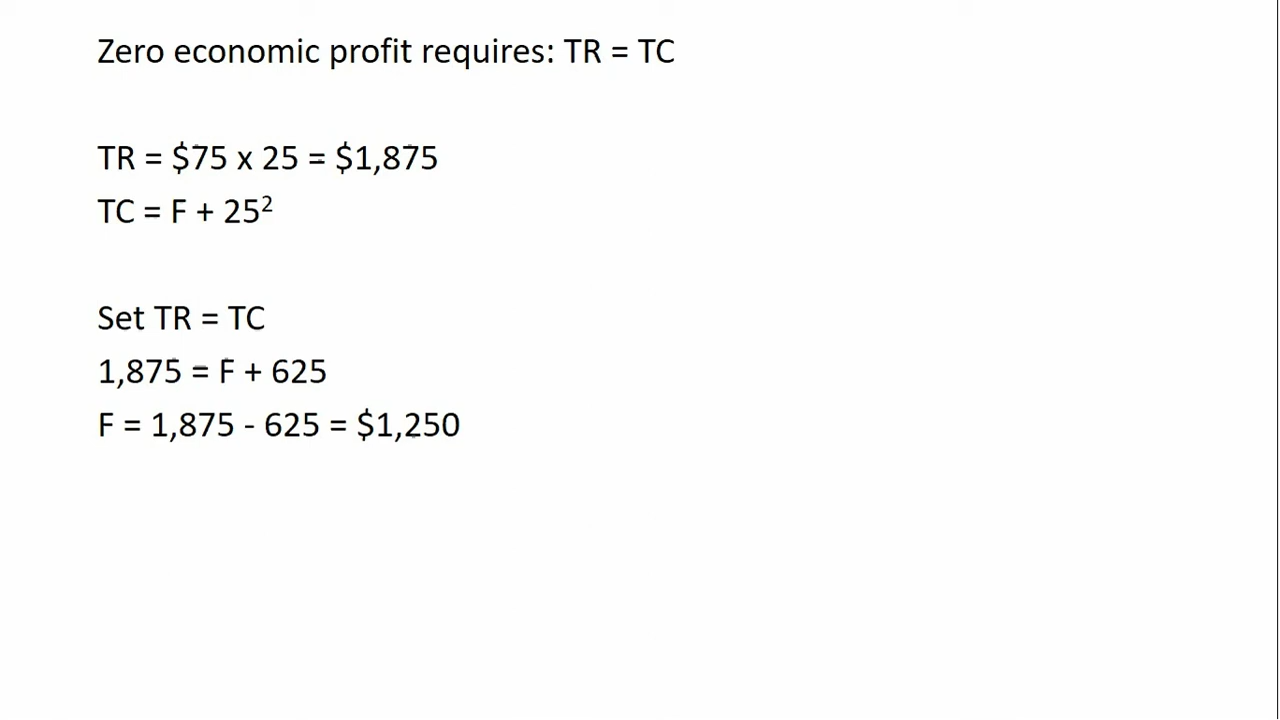 Zero economic profit requires: TR = TC
TR = $75 x 25 = $1,875
TC = F + 25²
Set TR = TC
1,875 = F + 625
F = 1,875 - 625 = $1,250